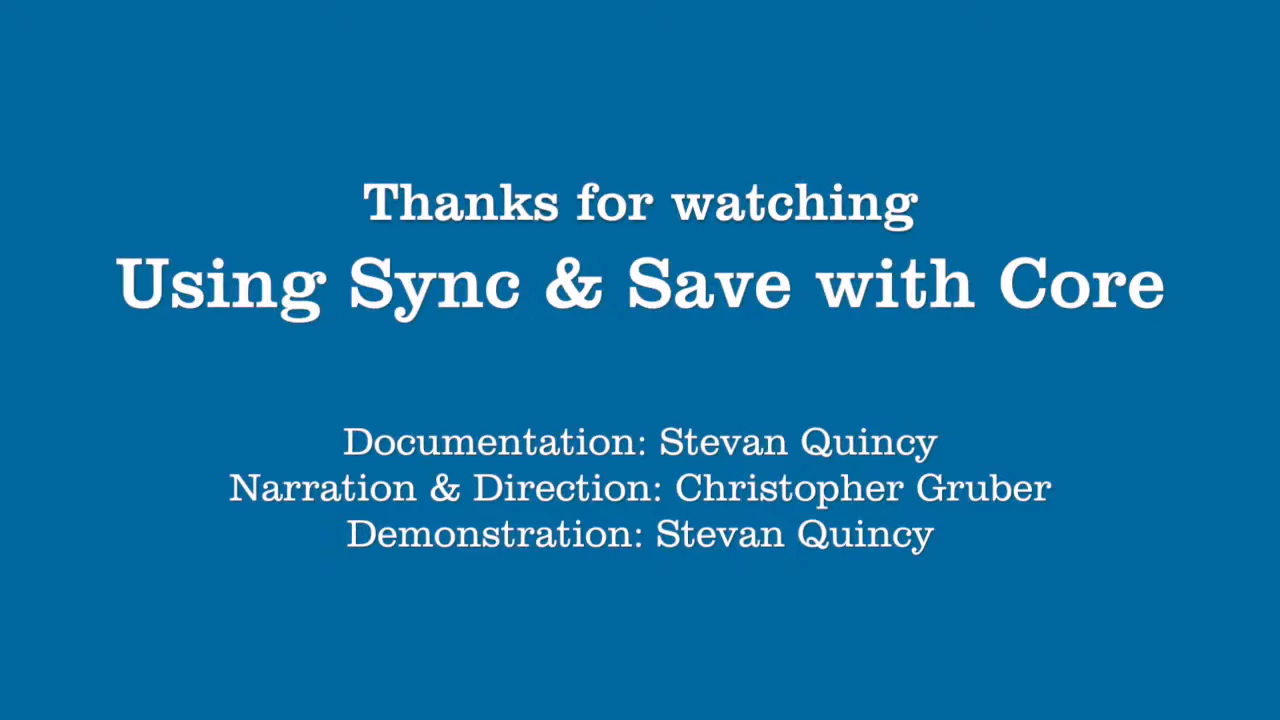 Thanks for watching
Using Sync & Save with Core
Documentation: Stevan Quincy
Narration & Direction: Christopher Gruber
Demonstration: Stevan Quincy